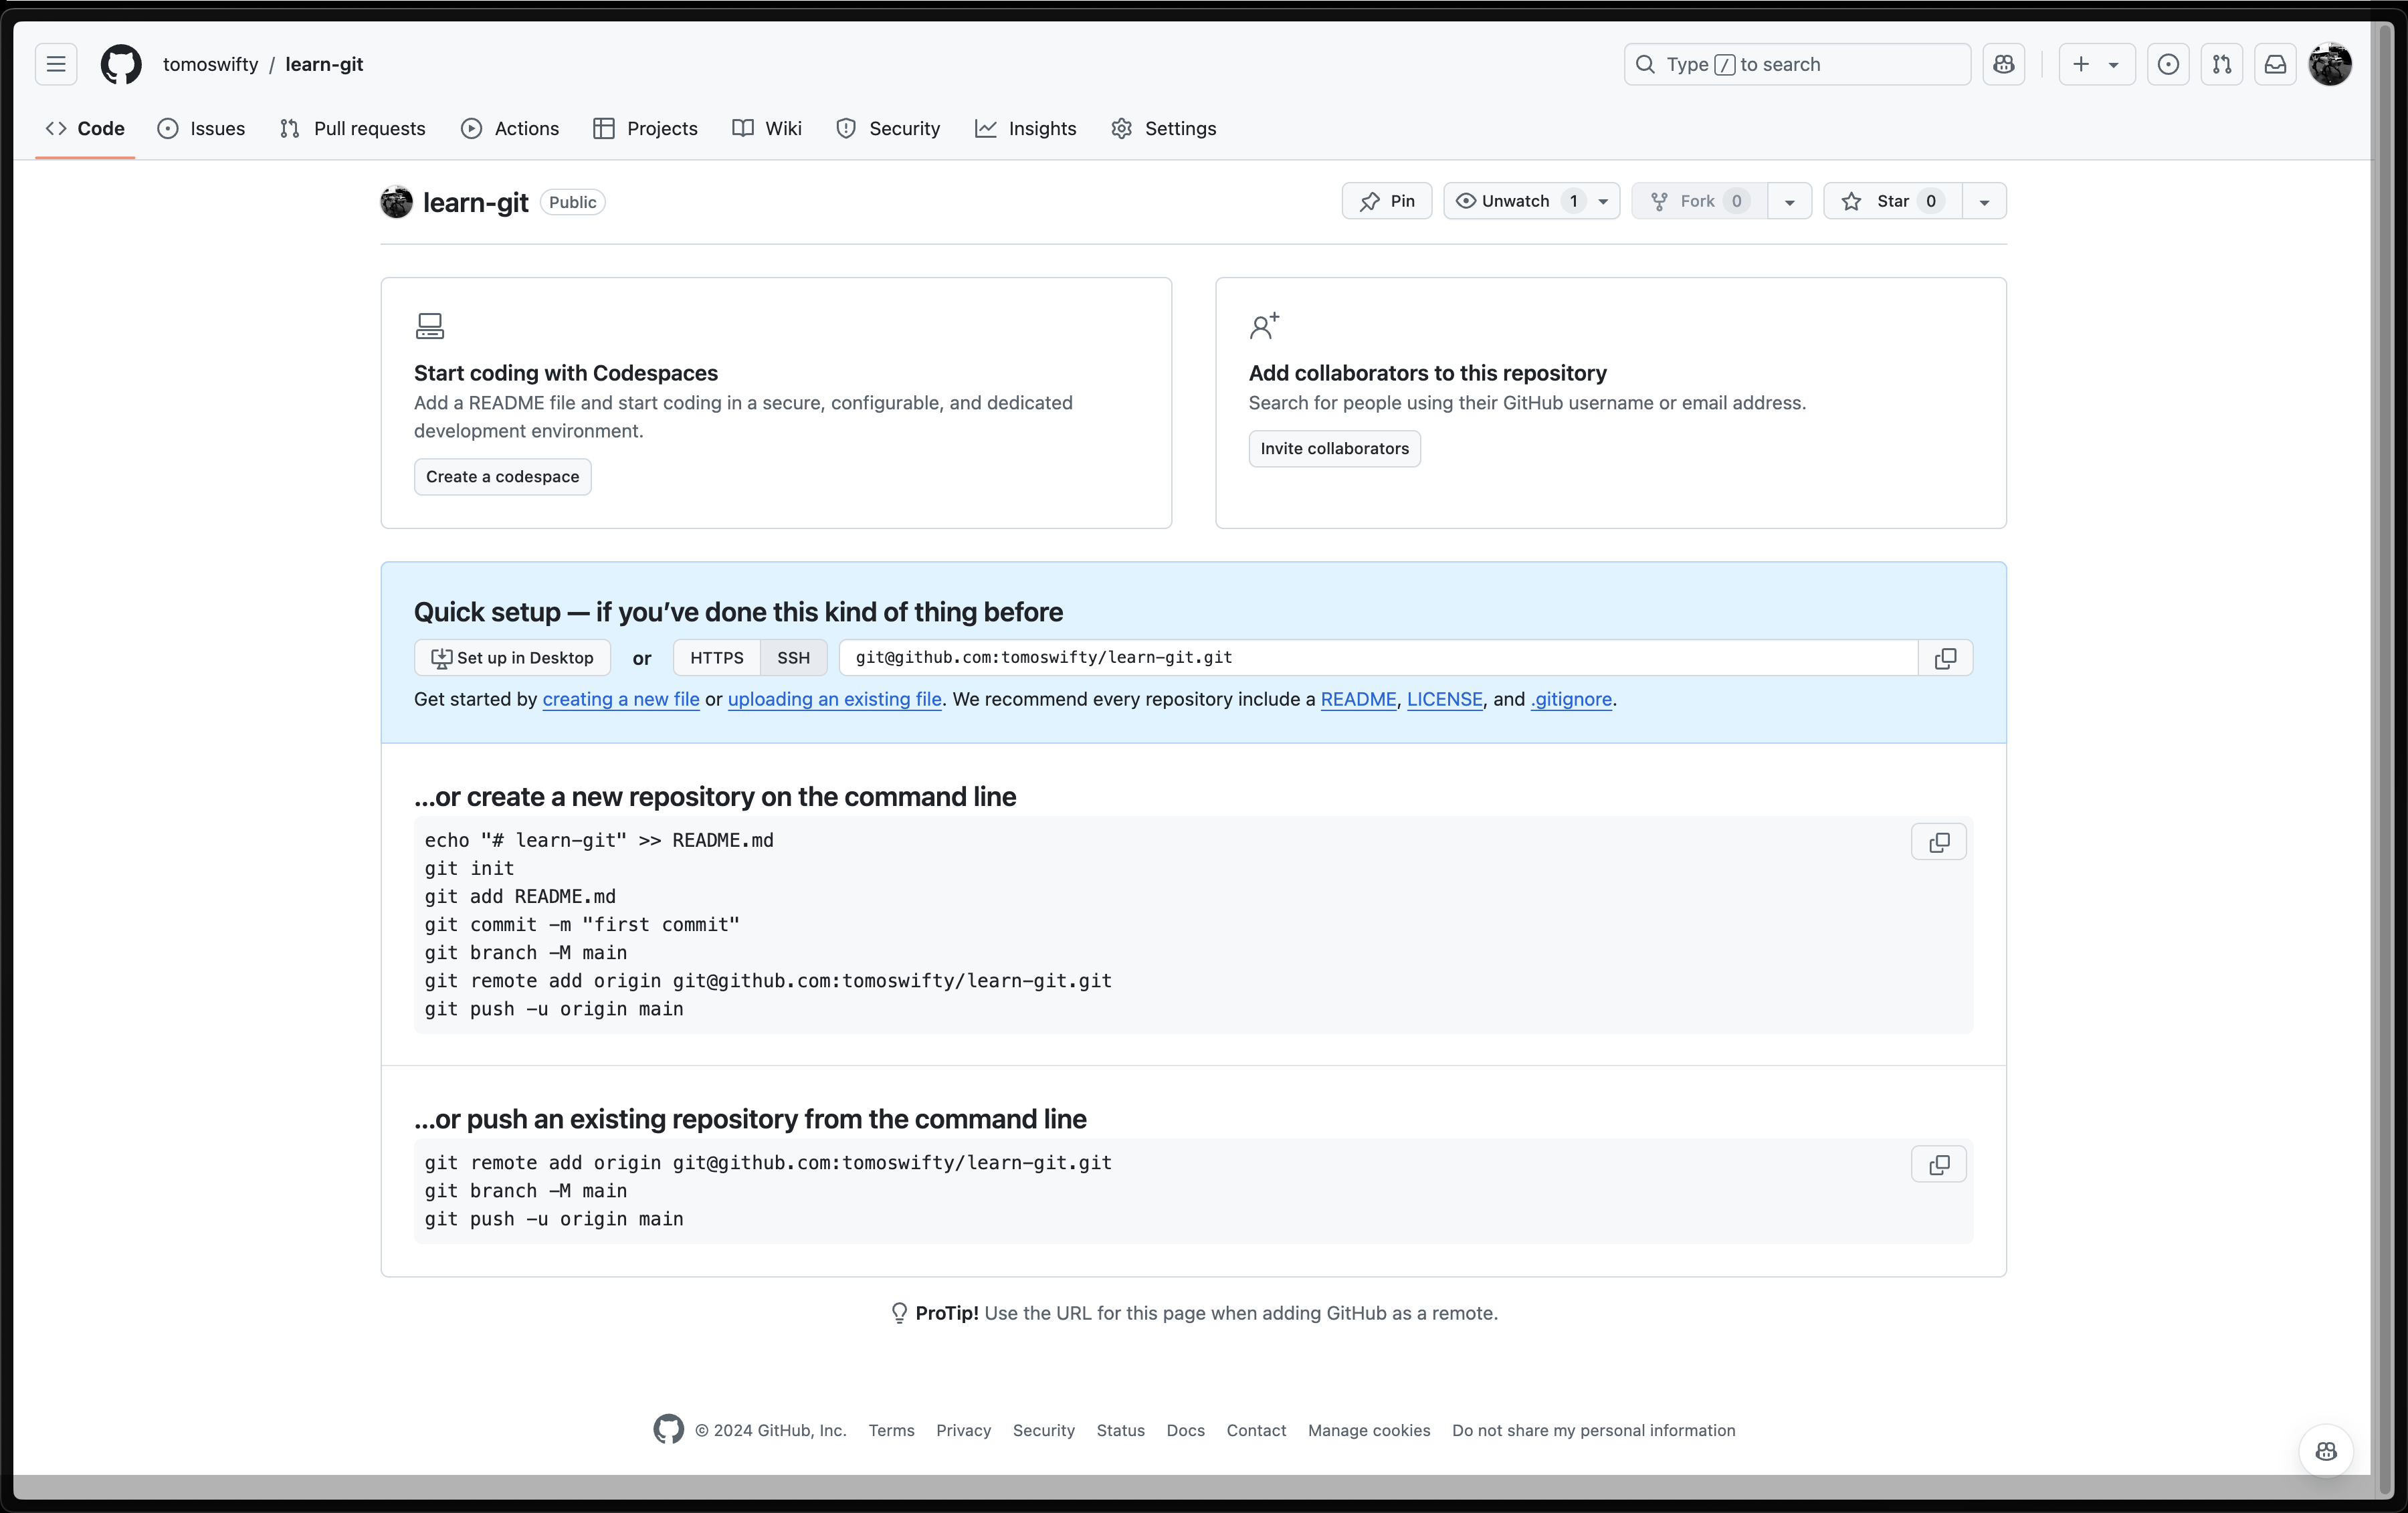 tomoswifty / learn-git
Type / to search
Code Issues Pull requests Actions Projects Wiki Security Insights Settings
learn-git Public
Pin Unwatch 1 Fork 0 Star 0
Start coding with Codespaces
Add a README file and start coding in a secure, configurable, and dedicated
development environment.
Create a codespace
Add collaborators to this repository
Search for people using their GitHub username or email address.
Invite collaborators
Quick setup — if you’ve done this kind of thing before
Set up in Desktop or HTTPS SSH git@github.com:tomoswifty/learn-git.git
Get started by creating a new file or uploading an existing file. We recommend every repository include a README, LICENSE, and .gitignore.
…or create a new repository on the command line
echo "# learn-git" >> README.md
git init
git add README.md
git commit -m "first commit"
git branch -M main
git remote add origin git@github.com:tomoswifty/learn-git.git
git push -u origin main
…or push an existing repository from the command line
git remote add origin git@github.com:tomoswifty/learn-git.git
git branch -M main
git push -u origin main
ProTip! Use the URL for this page when adding GitHub as a remote.
© 2024 GitHub, Inc. Terms Privacy Security Status Docs Contact Manage cookies Do not share my personal information